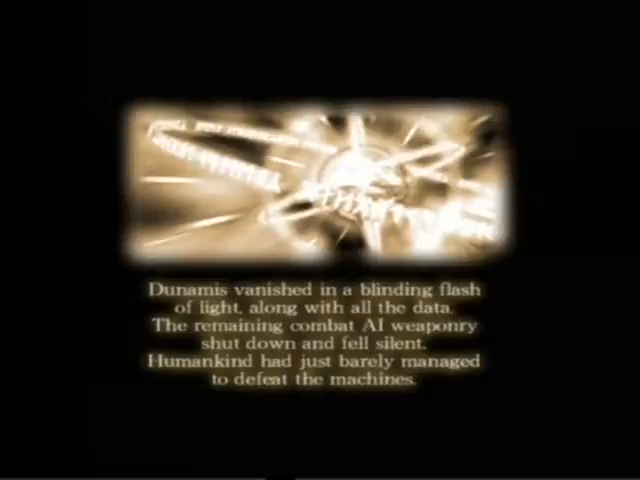 Dunamis vanished in a blinding flash
of light, along with all the data.
The remaining combat AI weaponry
shut down and fell silent.
Humankind had just barely managed
to defeat the machines.